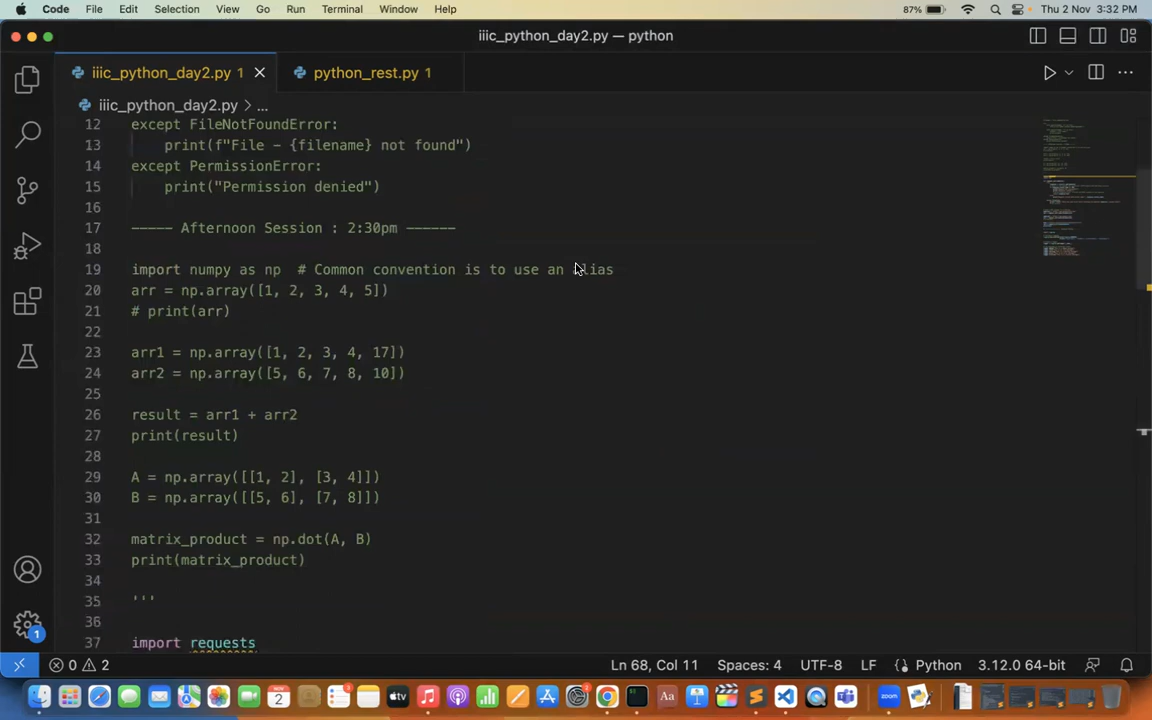 Code File Edit Selection View Go Run Terminal Window Help 87% Thu 2 Nov 3:32 PM
iiic_python_day2.py — python
iiic_python_day2.py 1 python_rest.py 1
iiic_python_day2.py > ...
12 except FileNotFoundError:
13 print(f"File - {filename} not found")
14 except PermissionError:
15 print("Permission denied")
16
17 ––––– Afternoon Session : 2:30pm ––––––
18
19 import numpy as np # Common convention is to use an alias
20 arr = np.array([1, 2, 3, 4, 5])
21 # print(arr)
22
23 arr1 = np.array([1, 2, 3, 4, 17])
24 arr2 = np.array([5, 6, 7, 8, 10])
25
26 result = arr1 + arr2
27 print(result)
28
29 A = np.array([[1, 2], [3, 4]])
30 B = np.array([[5, 6], [7, 8]])
31
32 matrix_product = np.dot(A, B)
33 print(matrix_product)
34
35 '''
36
37 import requests
1
0 2 Ln 68, Col 11 Spaces: 4 UTF-8 LF Python 3.12.0 64-bit
NOV
2
tv
Aa
zoom